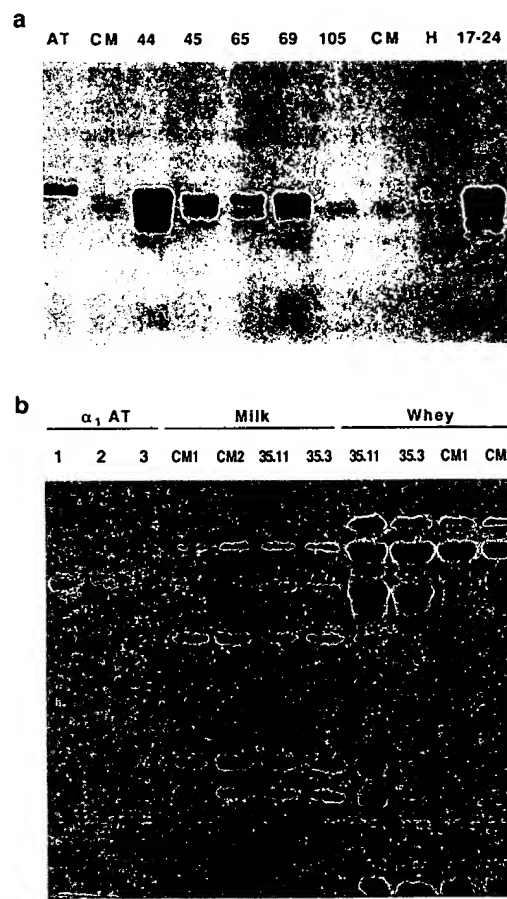 a
AT CM 44 45 65 69 105 CM H 17-24
b
α₁ AT Milk Whey
1 2 3 CM1 CM2 35.11 35.3 35.11 35.3 CM1 CM